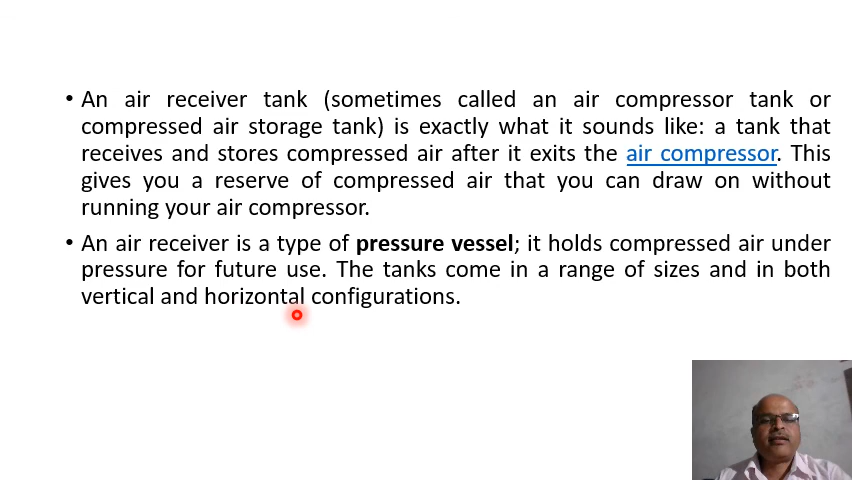 • An air receiver tank (sometimes called an air compressor tank or
compressed air storage tank) is exactly what it sounds like: a tank that
receives and stores compressed air after it exits the air compressor. This
gives you a reserve of compressed air that you can draw on without
running your air compressor.
• An air receiver is a type of pressure vessel; it holds compressed air under
pressure for future use. The tanks come in a range of sizes and in both
vertical and horizontal configurations.